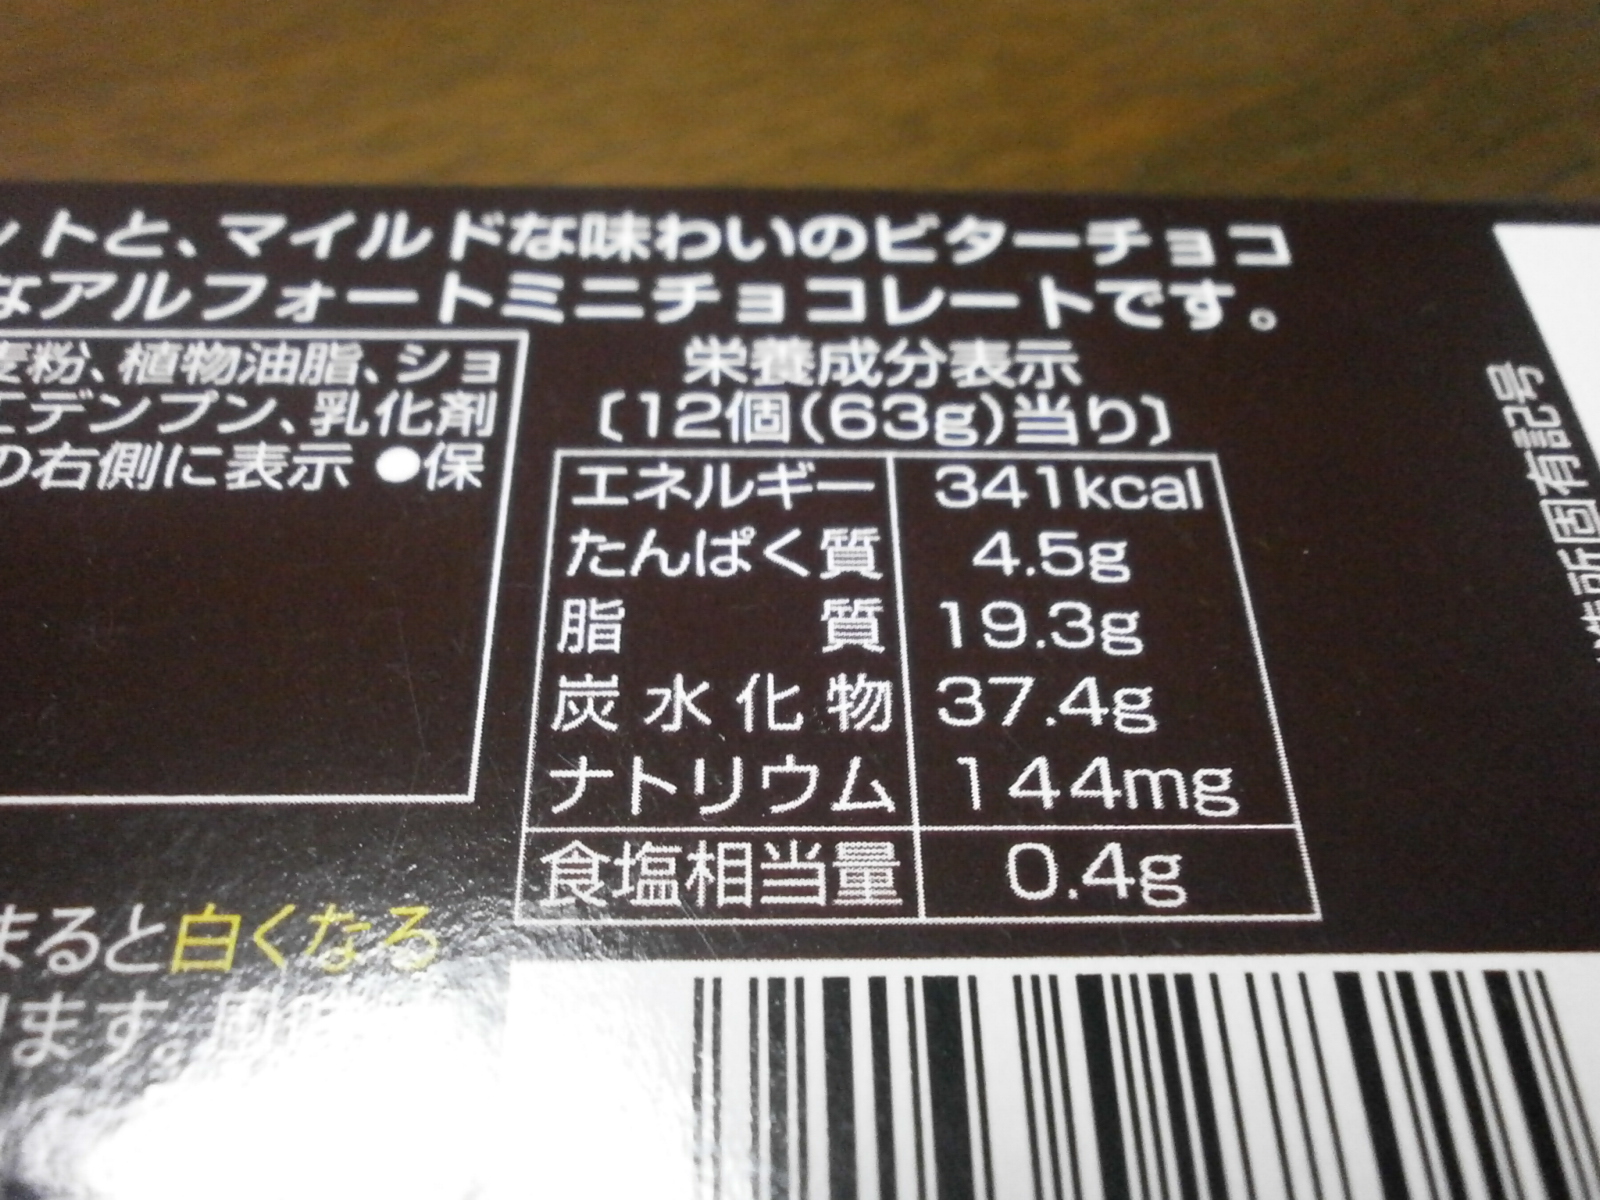 ットと、マイルドな味わいのビターチョコ
なアルフォートミニチョコレートです。
麦粉、植物油脂、ショ
デンプン、乳化剤
の右側に表示 ●保
栄養成分表示
〔12個(63g)当り〕
エネルギー 341kcal
たんぱく質 4.5g
脂質 19.3g
炭水化物 37.4g
ナトリウム 144mg
食塩相当量 0.4g
まると白くなる
ります。風味
所固有記号